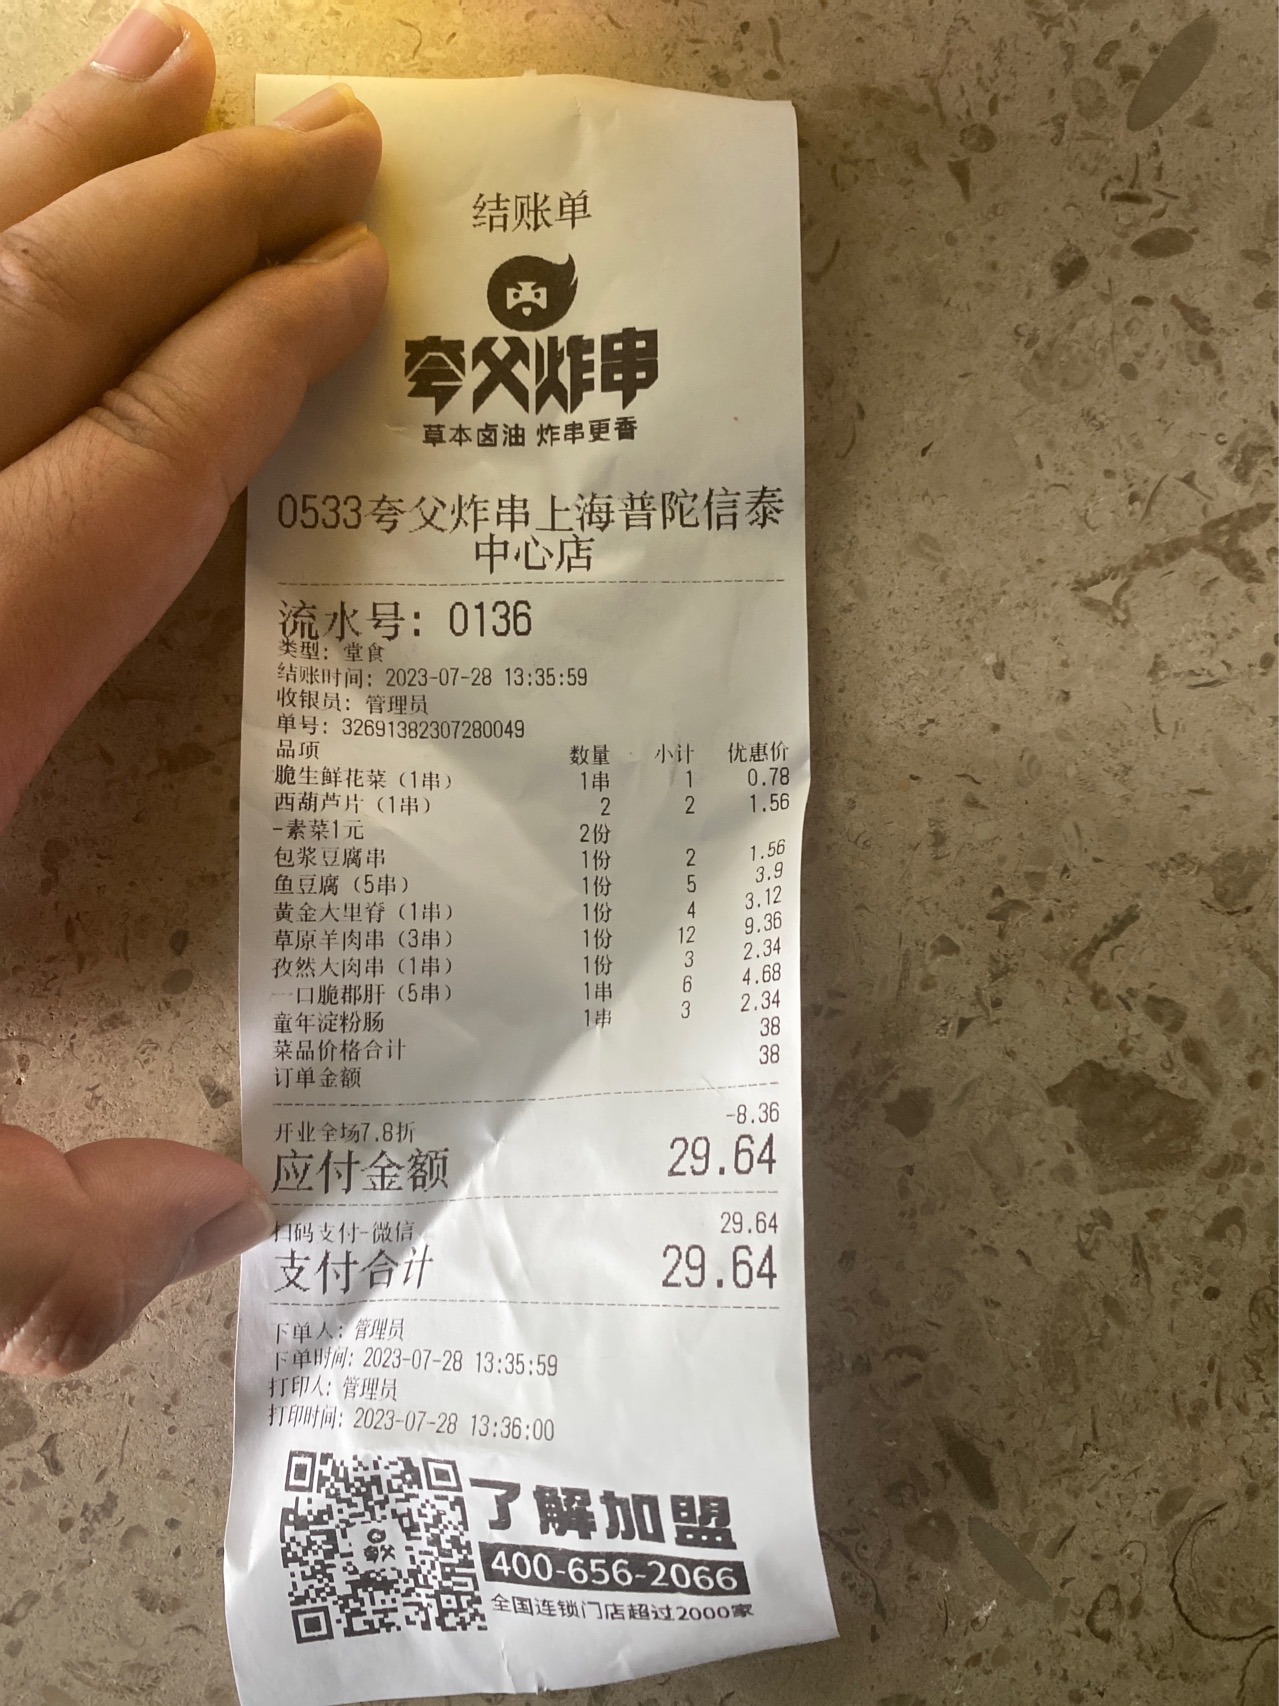 结账单
夸父炸串
草本卤油 炸串更香
0533夸父炸串上海普陀信泰
中心店
流水号: 0136
类型: 堂食
结账时间: 2023-07-28 13:35:59
收银员: 管理员
单号: 32691382307280049
品项 数量 小计 优惠价
脆生鲜花菜(1串) 1串 1 0.78
西葫芦片(1串) 2 2 1.56
-素菜1元 2份
包浆豆腐串 1份 2 1.56
鱼豆腐(5串) 1份 5 3.9
黄金大里脊(1串) 1份 4 3.12
草原羊肉串(3串) 1份 12 9.36
孜然大肉串(1串) 1份 3 2.34
一口脆郡肝(5串) 1串 6 4.68
童年淀粉肠 1串 3 2.34
菜品价格合计 38
订单金额 38
开业全场7.8折 -8.36
应付金额 29.64
扫码支付-微信 29.64
支付合计 29.64
下单人: 管理员
下单时间: 2023-07-28 13:35:59
打印人: 管理员
打印时间: 2023-07-28 13:36:00
夸父
了解加盟
400-656-2066
全国连锁门店超过2000家